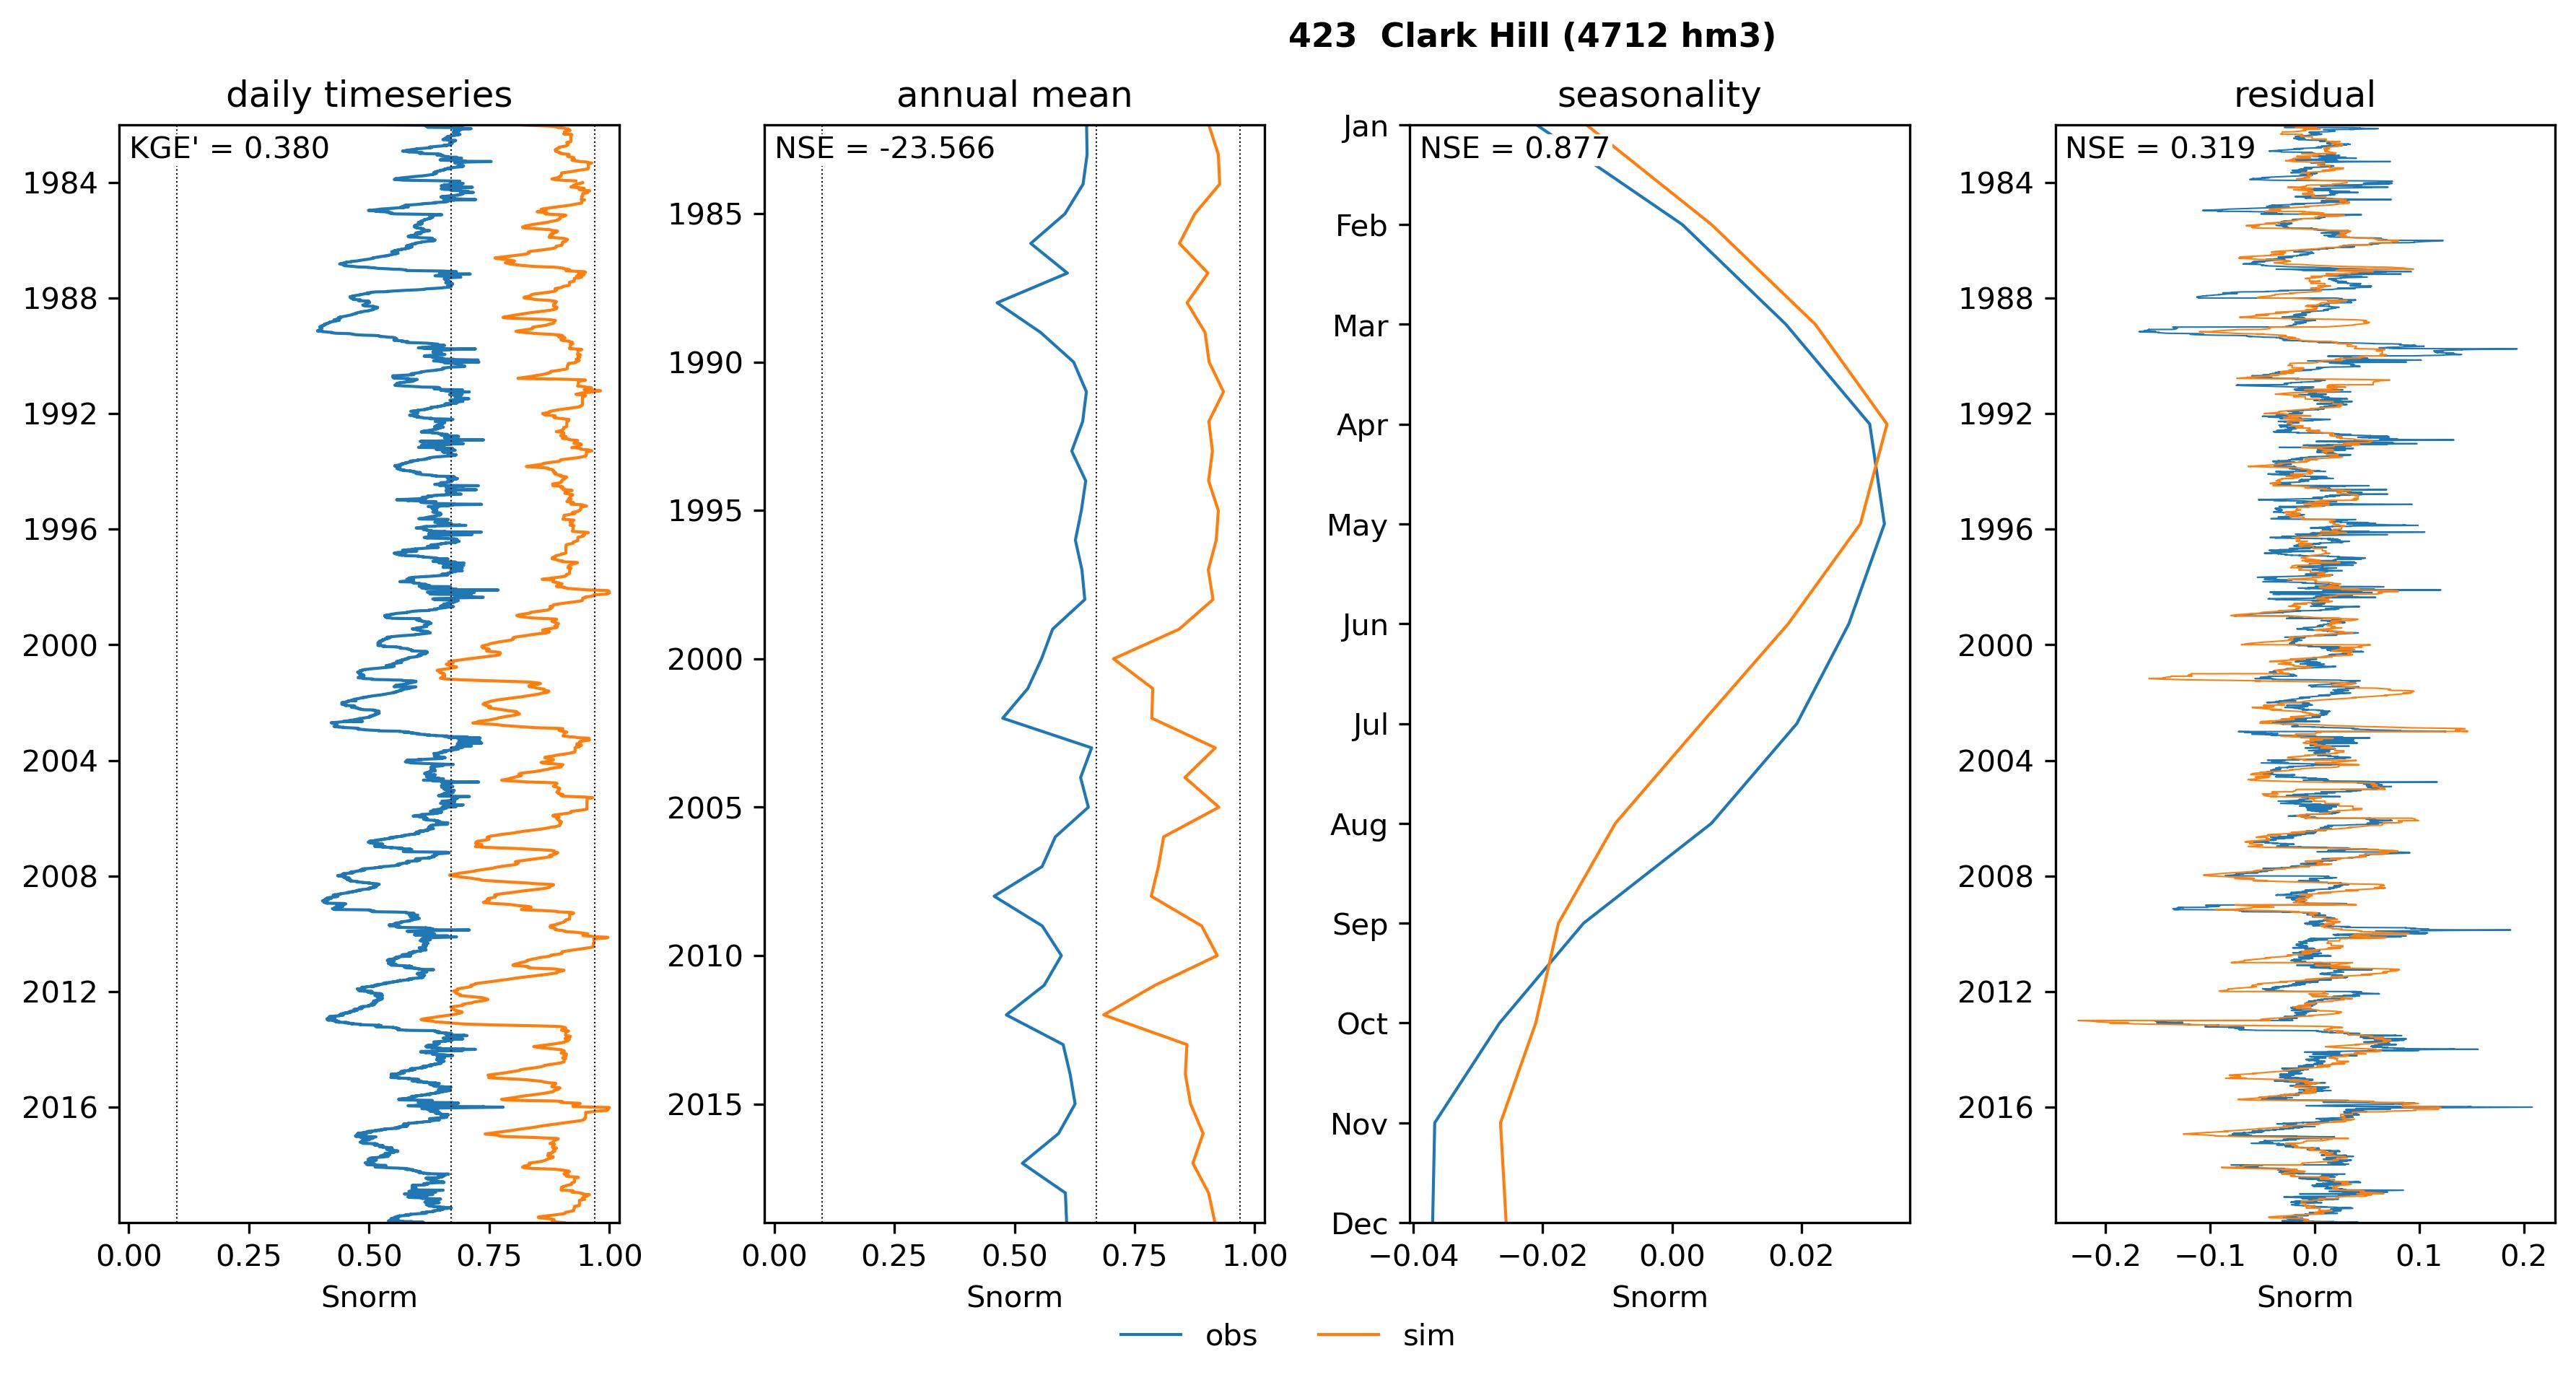 423  Clark Hill (4712 hm3)
daily timeseries
KGE' = 0.380
1984
1988
1992
1996
2000
2004
2008
2012
2016
0.00 0.25 0.50 0.75 1.00
Snorm
annual mean
NSE = -23.566
1985
1990
1995
2000
2005
2010
2015
0.00 0.25 0.50 0.75 1.00
Snorm
seasonality
NSE = 0.877
Jan
Feb
Mar
Apr
May
Jun
Jul
Aug
Sep
Oct
Nov
Dec
−0.04 −0.02 0.00 0.02
Snorm
residual
NSE = 0.319
1984
1988
1992
1996
2000
2004
2008
2012
2016
−0.2 −0.1 0.0 0.1 0.2
Snorm
obs sim